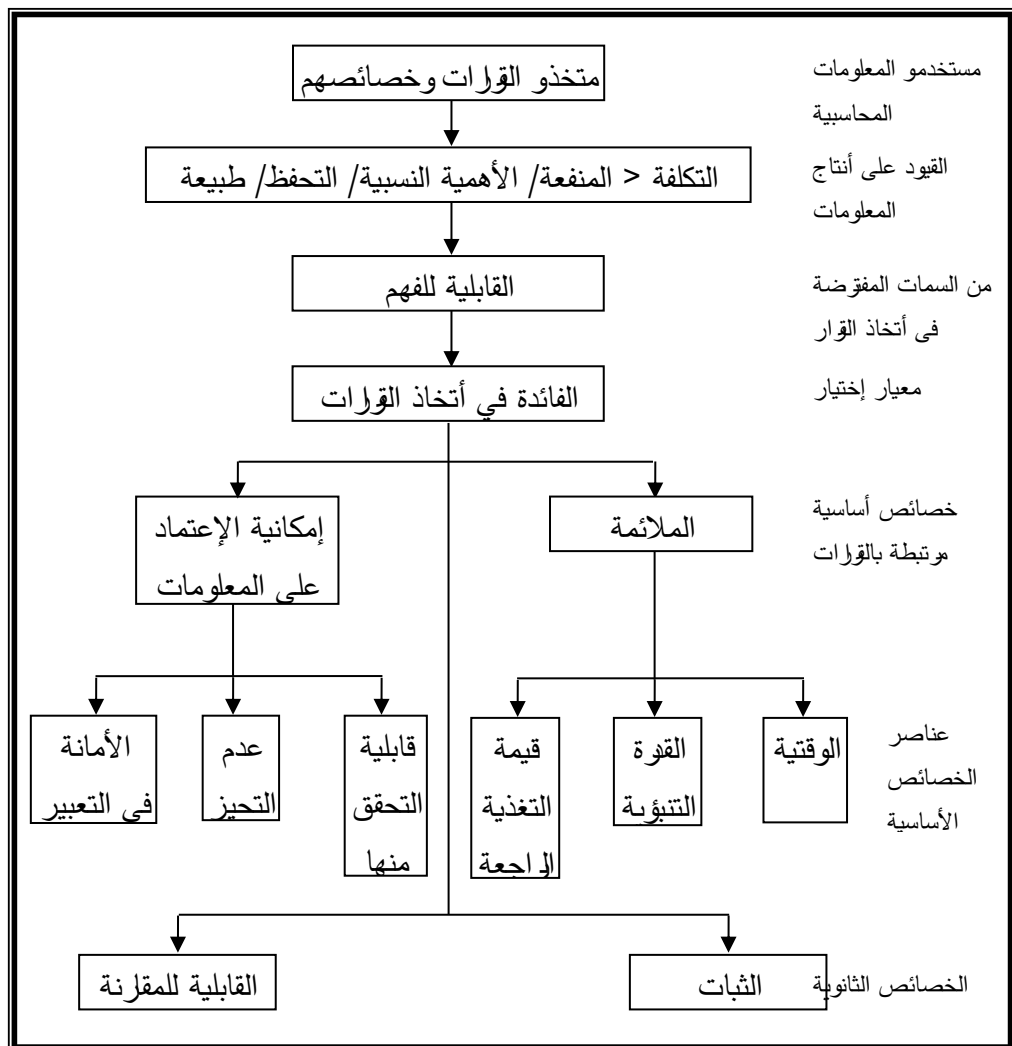 مستخدمو المعلومات
المحاسبية
متخذو القرارات وخصائصهم
القيود على أنتاج
المعلومات
التكلفة < المنفعة/ الأهمية النسبية/ التحفظ/ طبيعة
من السمات المفترضة
فى أتخاذ القرار
القابلية للفهم
معيار إختيار
الفائدة في أتخاذ القرارات
خصائص أساسية
مرتبطة بالقرارات
الملائمة
إمكانية الإعتماد
على المعلومات
عناصر
الخصائص
الأساسية
الوقتية
القدرة
التنبؤية
قيمة
التغذية
الراجعة
قابلية
التحقق
منها
عدم
التحيز
الأمانة
في التعبير
الخصائص الثانوية
الثبات
القابلية للمقارنة